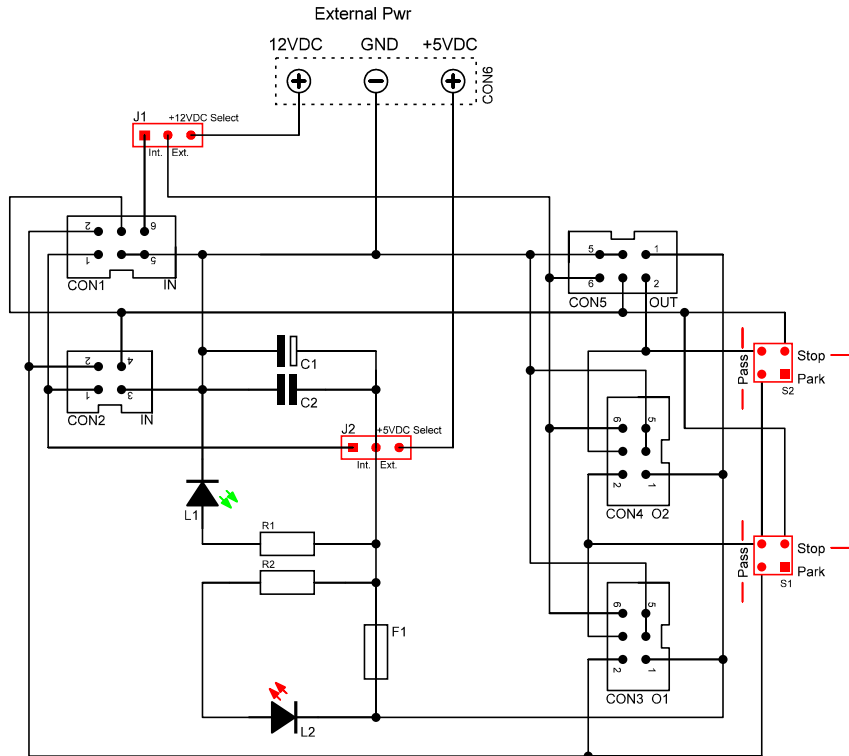 External Pwr
12VDC GND +5VDC
CON6
J1 +12VDC Select
Int. Ext.
2 6
1 5
CON1 IN
5 1
6 2
CON5 OUT
2 4
1 3
CON2 IN
C1
C2
J2 +5VDC Select
Int. Ext.
Pass Stop
Park
S2
6 5
2 1
CON4 O2
L1
R1
R2
F1
L2
Pass Stop
Park
S1
6 5
2 1
CON3 O1